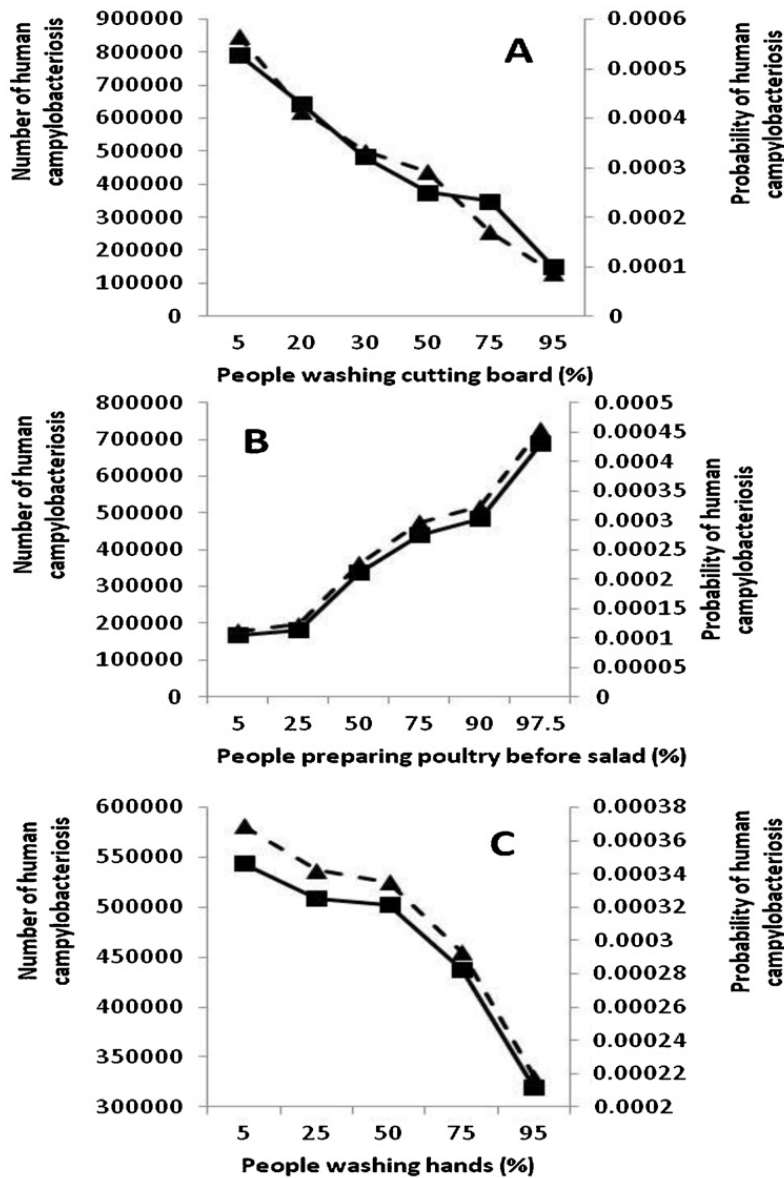 A
Number of human
campylobacteriosis
900000
800000
700000
600000
500000
400000
300000
200000
100000
0
0.0006
0.0005
0.0004
0.0003
0.0002
0.0001
0
Probability of human
campylobacteriosis
5 20 30 50 75 95
People washing cutting board (%)
B
Number of human
campylobacteriosis
800000
700000
600000
500000
400000
300000
200000
100000
0
0.0005
0.00045
0.0004
0.00035
0.0003
0.00025
0.0002
0.00015
0.0001
0.00005
0
Probability of human
campylobacteriosis
5 25 50 75 90 97.5
People preparing poultry before salad (%)
C
Number of human
campylobacteriosis
600000
550000
500000
450000
400000
350000
300000
0.00038
0.00036
0.00034
0.00032
0.0003
0.00028
0.00026
0.00024
0.00022
0.0002
Probability of human
campylobacteriosis
5 25 50 75 95
People washing hands (%)